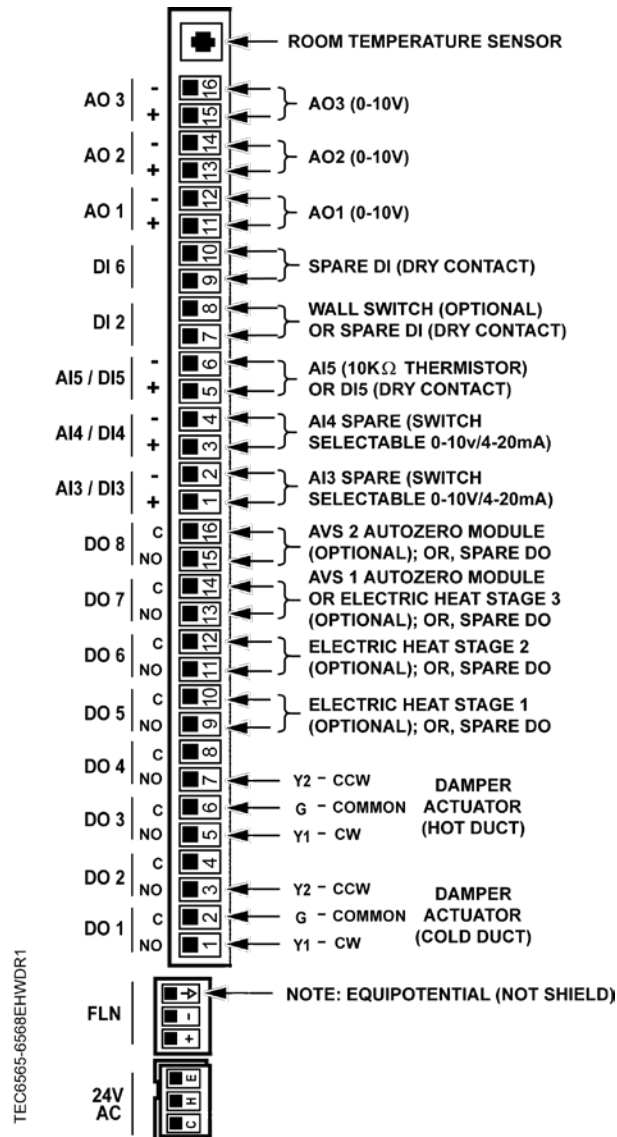 ROOM TEMPERATURE SENSOR
AO 3
-
+
16
15
AO3 (0-10V)
AO 2
-
+
14
13
AO2 (0-10V)
AO 1
-
+
12
11
AO1 (0-10V)
DI 6
10
9
SPARE DI (DRY CONTACT)
DI 2
8
7
WALL SWITCH (OPTIONAL)
OR SPARE DI (DRY CONTACT)
AI5 / DI5
-
+
6
5
AI5 (10KΩ THERMISTOR)
OR DI5 (DRY CONTACT)
AI4 / DI4
-
+
4
3
AI4 SPARE (SWITCH
SELECTABLE 0-10v/4-20mA)
AI3 / DI3
-
+
2
1
AI3 SPARE (SWITCH
SELECTABLE 0-10V/4-20mA)
DO 8
C
NO
16
15
AVS 2 AUTOZERO MODULE
(OPTIONAL); OR, SPARE DO
DO 7
C
NO
14
13
AVS 1 AUTOZERO MODULE
OR ELECTRIC HEAT STAGE 3
(OPTIONAL); OR, SPARE DO
DO 6
C
NO
12
11
ELECTRIC HEAT STAGE 2
(OPTIONAL); OR, SPARE DO
DO 5
C
NO
10
9
ELECTRIC HEAT STAGE 1
(OPTIONAL); OR, SPARE DO
DO 4
C
NO
8
7
Y2 - CCW
DO 3
C
NO
6
5
G - COMMON
Y1 - CW
DAMPER
ACTUATOR
(HOT DUCT)
DO 2
C
NO
4
3
Y2 - CCW
DO 1
C
NO
2
1
G - COMMON
Y1 - CW
DAMPER
ACTUATOR
(COLD DUCT)
FLN
-
+
NOTE: EQUIPOTENTIAL (NOT SHIELD)
24V
AC
E
H
C
TEC6565-6568EHWDR1